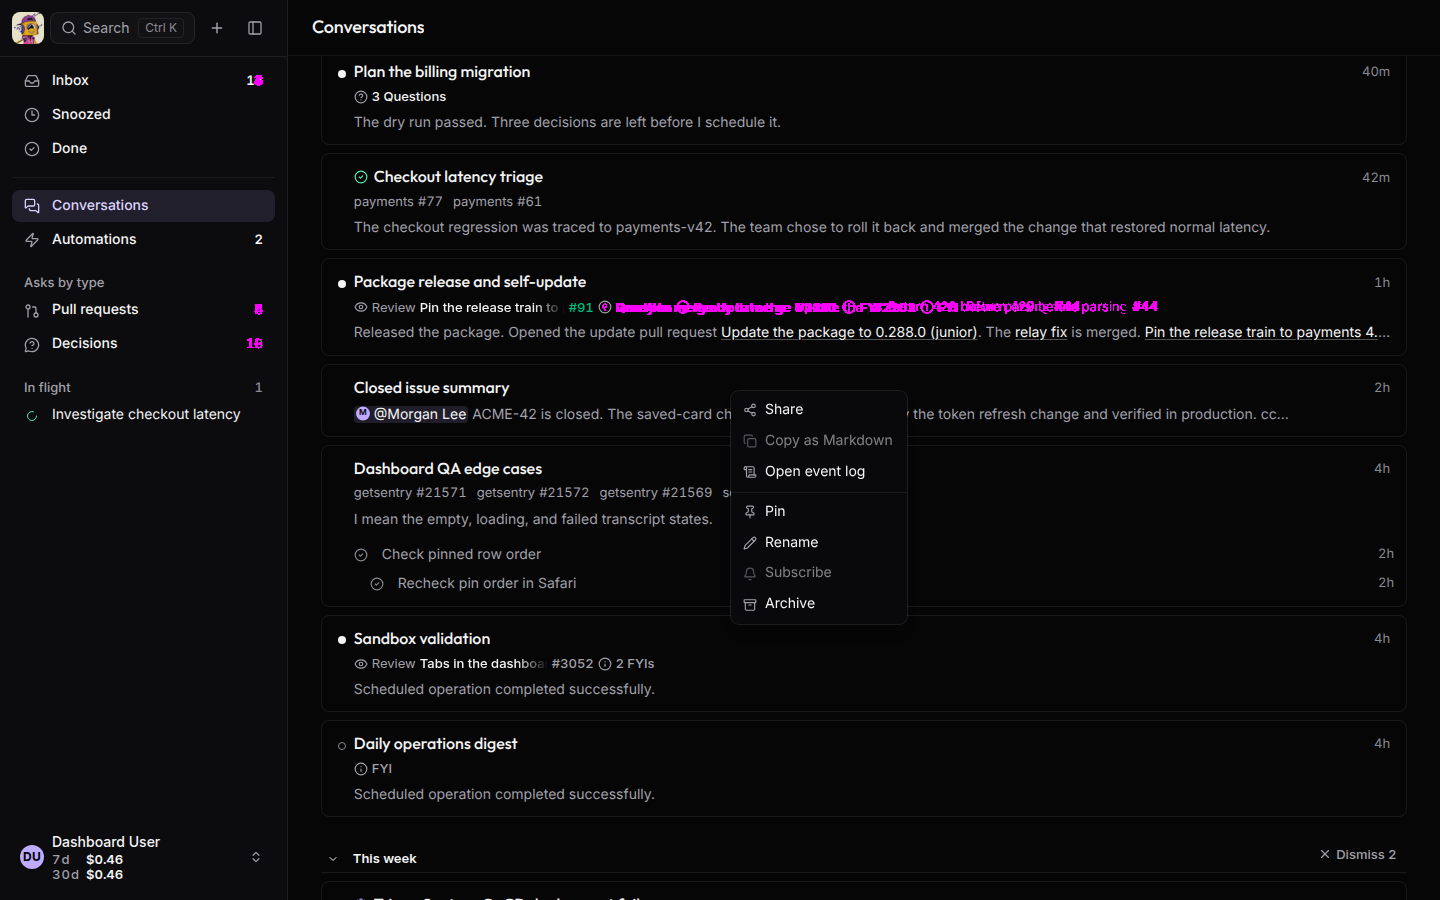 Search Ctrl K
Conversations
Inbox
Snoozed
Done
Conversations
Automations 2
Asks by type
Pull requests
Decisions
In flight 1
Investigate checkout latency
Dashboard User
DU
7d $0.46
30d $0.46
Plan the billing migration 40m
3 Questions
The dry run passed. Three decisions are left before I schedule it.
Checkout latency triage 42m
payments #77 payments #61
The checkout regression was traced to payments-v42. The team chose to roll it back and merged the change that restored normal latency.
Package release and self-update 1h
Review Pin the release train to #91
Released the package. Opened the update pull request Update the package to 0.288.0 (junior). The relay fix is merged. Pin the release train to payments 4....
Closed issue summary 2h
M @Morgan Lee ACME-42 is closed. The saved-card the token refresh change and verified in production. cc...
Dashboard QA edge cases 4h
getsentry #21571 getsentry #21572 getsentry #21569
I mean the empty, loading, and failed transcript states.
Check pinned row order 2h
Recheck pin order in Safari 2h
Share
Copy as Markdown
Open event log
Pin
Rename
Subscribe
Archive
Sandbox validation 4h
Review Tabs in the dashboa #3052 2 FYIs
Scheduled operation completed successfully.
Daily operations digest 4h
FYI
Scheduled operation completed successfully.
This week Dismiss 2